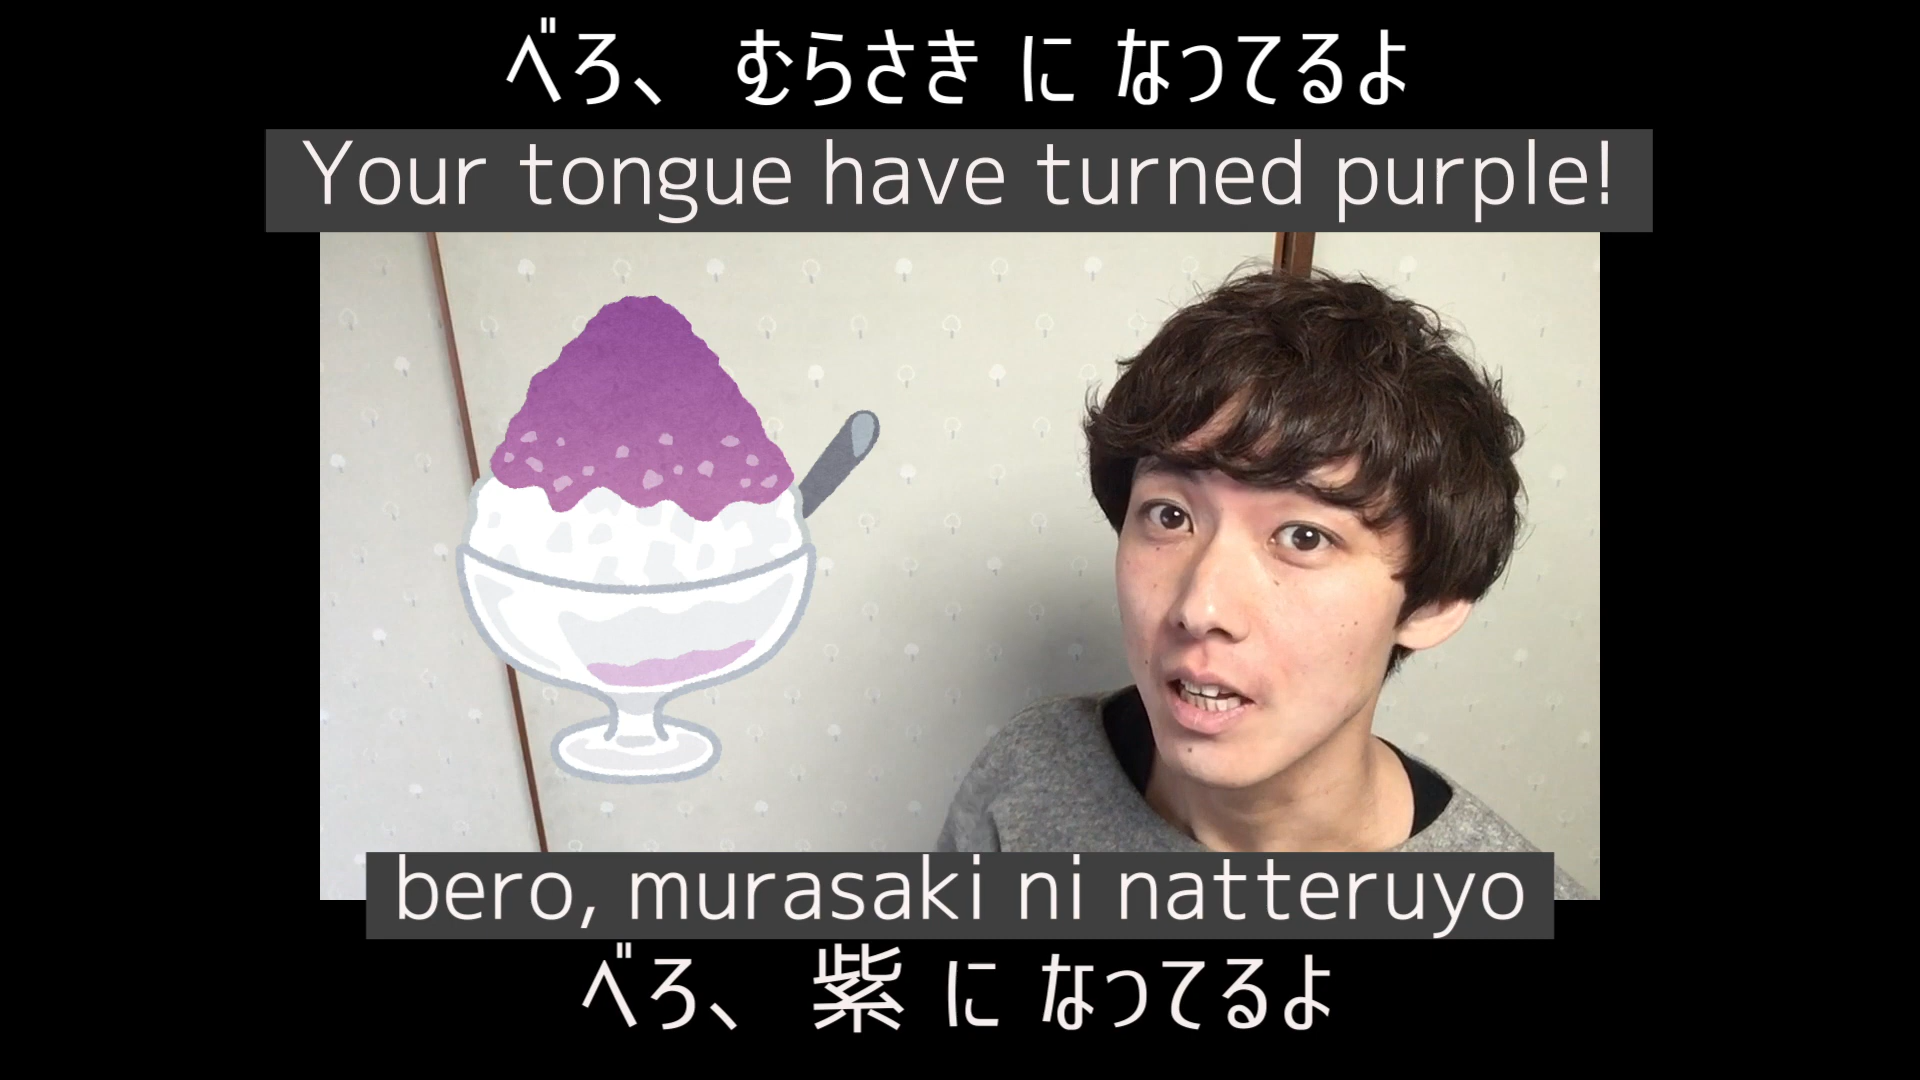 べろ、 むらさき に なってるよ
Your tongue have turned purple!
bero, murasaki ni natteruyo
べろ、 紫 に なってるよ